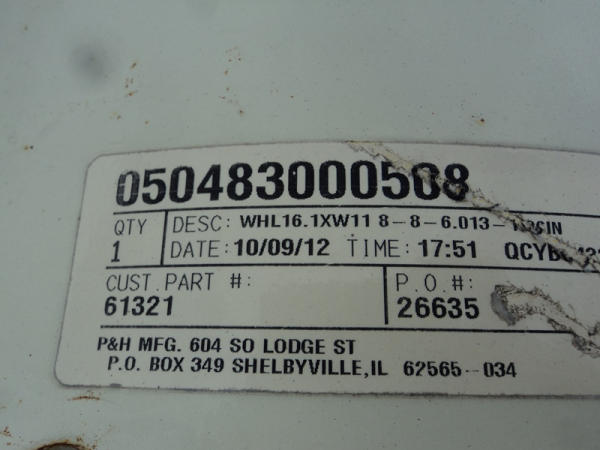 050483000508
QTY DESC: WHL16.1XW11 8-8-6.013-
1 DATE: 10/09/12 TIME: 17:51
CUST.PART #: P.O.#:
61321 26635
P&H MFG. 604 SO LODGE ST
P.O. BOX 349 SHELBYVILLE,IL 62565-034